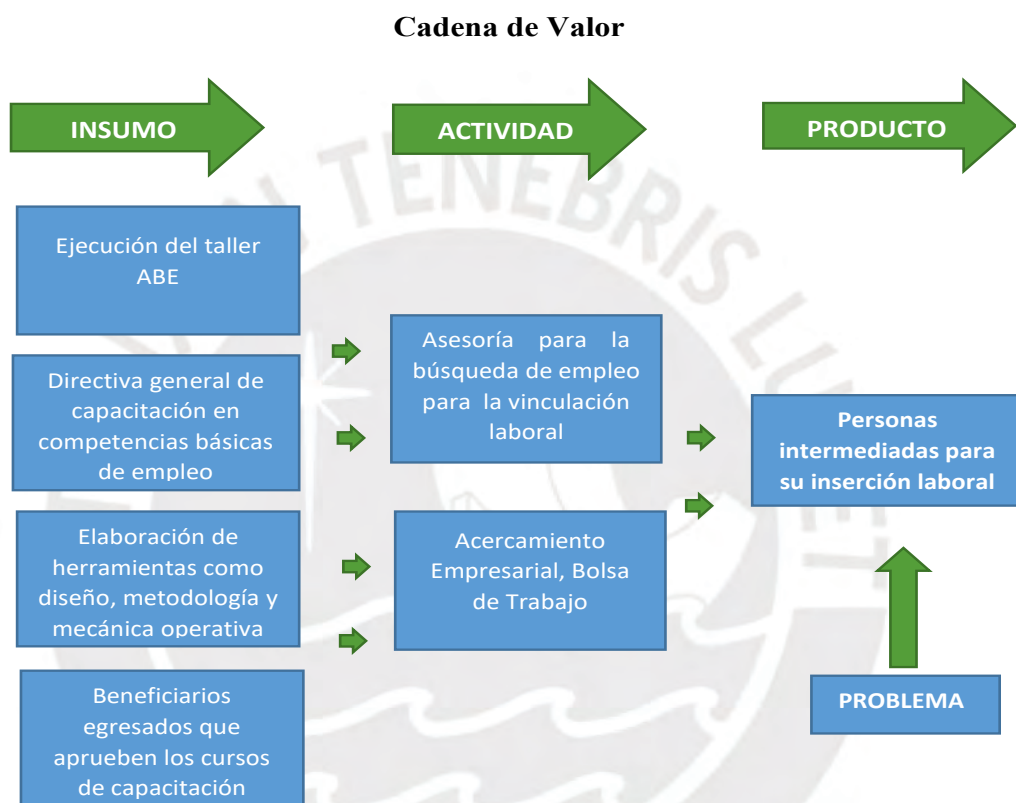 Cadena de Valor
INSUMO
ACTIVIDAD
PRODUCTO
Ejecución del taller
ABE
Directiva general de
capacitación en
competencias básicas
de empleo
Elaboración de
herramientas como
diseño, metodología y
mecánica operativa
Beneficiarios
egresados que
aprueben los cursos
de capacitación
Asesoría para la
búsqueda de empleo
para la vinculación
laboral
Acercamiento
Empresarial, Bolsa
de Trabajo
Personas
intermediadas para
su inserción laboral
PROBLEMA
TENEBRIS